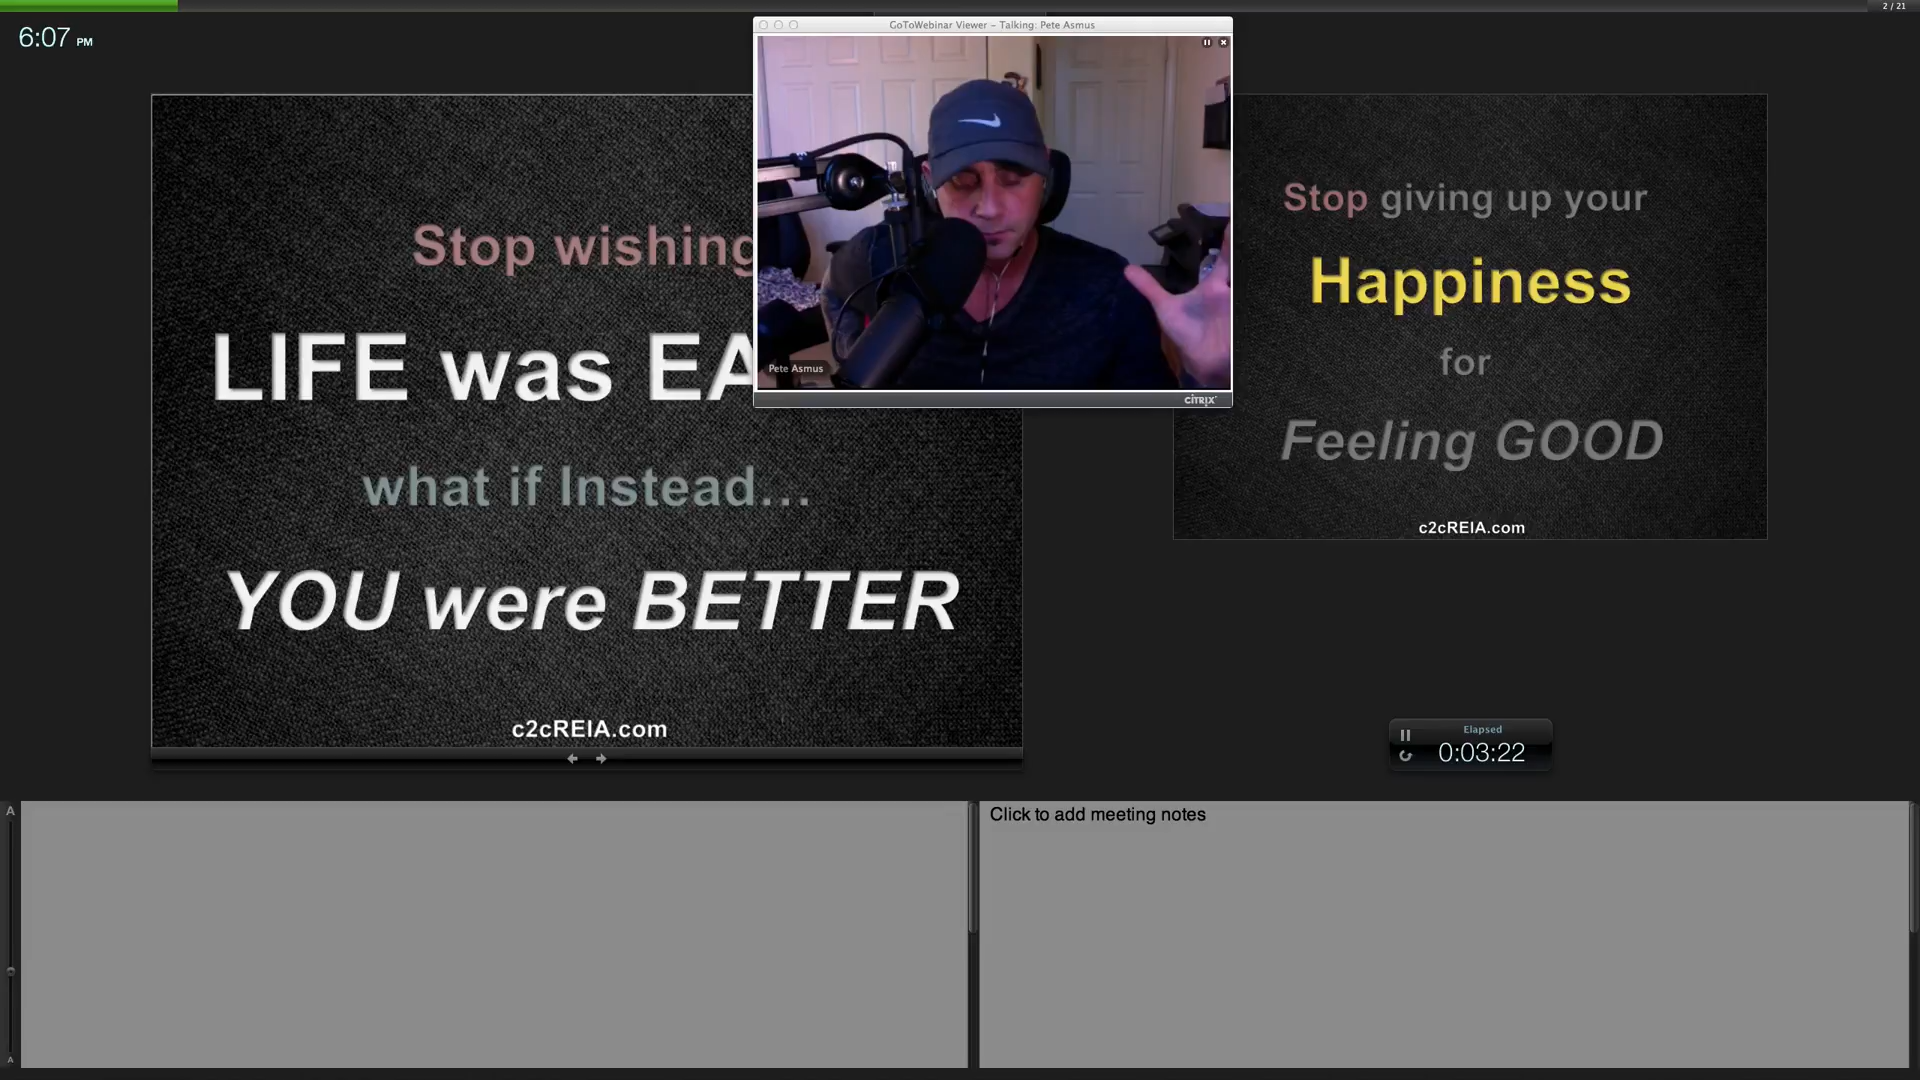 2 / 21
6:07 PM
GoToWebinar Viewer – Talking: Pete Asmus
Pete Asmus
CITRIX
Stop wishing
LIFE was EA
what if Instead...
YOU were BETTER
c2cREIA.com
Stop giving up your
Happiness
for
Feeling GOOD
c2cREIA.com
Elapsed
0:03:22
A
Click to add meeting notes
A